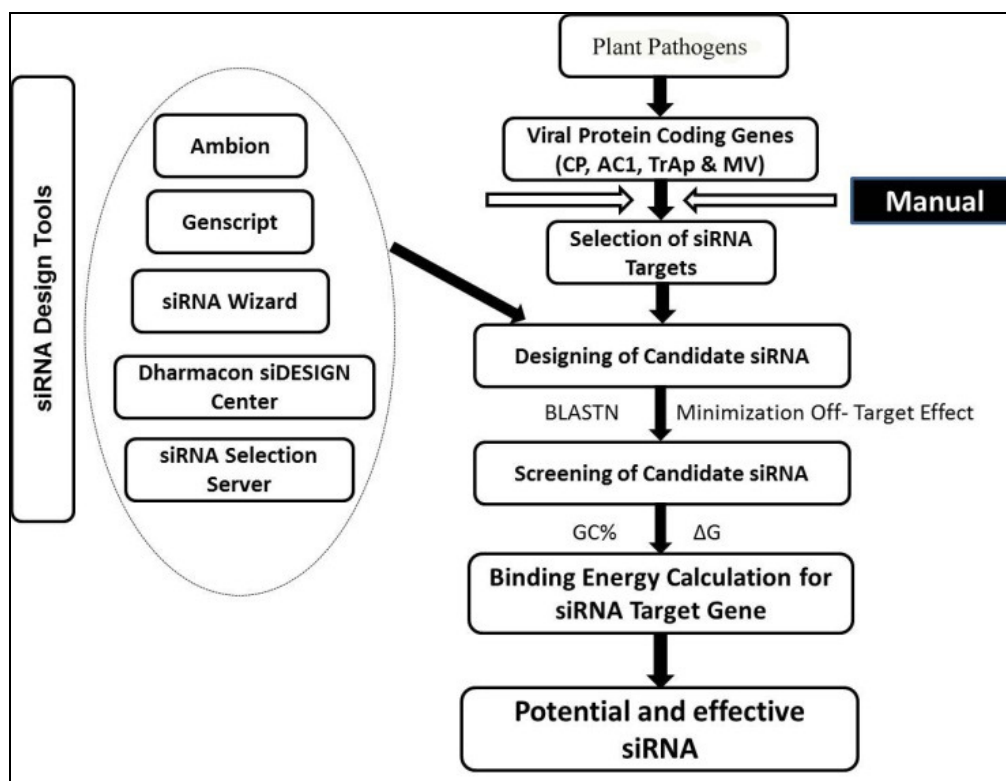 Plant Pathogens
Viral Protein Coding Genes
(CP, AC1, TrAp & MV)
Manual
Selection of siRNA
Targets
siRNA Design Tools
Ambion
Genscript
siRNA Wizard
Dharmacon siDESIGN
Center
siRNA Selection
Server
Designing of Candidate siRNA
BLASTN
Minimization Off- Target Effect
Screening of Candidate siRNA
GC%
ΔG
Binding Energy Calculation for
siRNA Target Gene
Potential and effective
siRNA